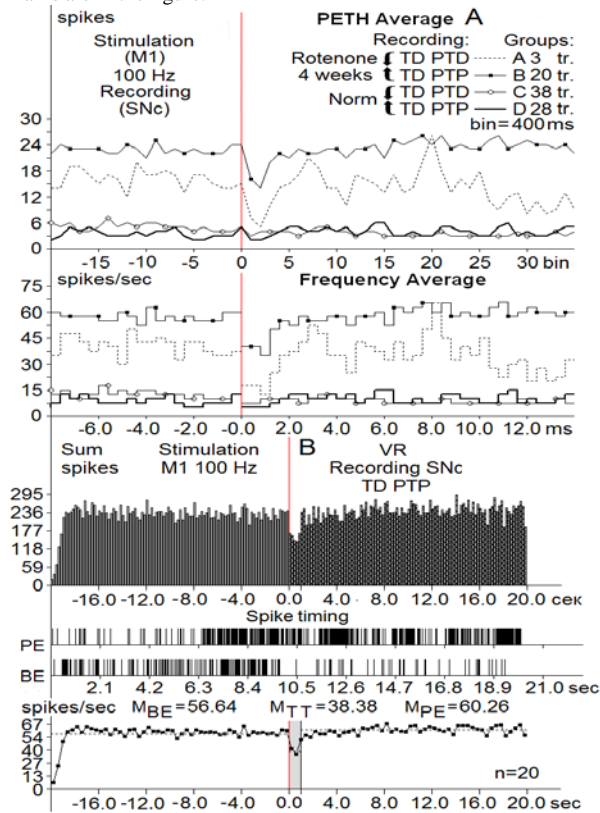 spikes
PETH Average A
Stimulation
(M1)
100 Hz
Recording
(SNc)
Recording: Groups:
Rotenone TD PTD A 3 tr.
4 weeks TD PTP B 20 tr.
Norm TD PTD C 38 tr.
TD PTP D 28 tr.
bin=400 ms
30
24
18
12
6
0
-15 -10 -5 0 5 10 15 20 25 30 bin
spikes/sec Frequency Average
75
60
45
30
15
0
-6.0 -4.0 -2.0 0 2.0 4.0 6.0 8.0 10.0 12.0 ms
Sum Stimulation B VR
spikes M1 100 Hz Recording SNc
TD PTP
295
236
177
118
59
0
-16.0 -12.0 -8.0 -4.0 0.0 4.0 8.0 12.0 16.0 20.0 сек
Spike timing
PE
BE
2.1 4.2 6.3 8.4 10.5 12.6 14.7 16.8 18.9 21.0 sec
spikes/sec MBE=56.64 MTT=38.38 MPE=60.26
67
54
40
27
13
0
n=20
-16.0 -12.0 -8.0 -4.0 0.0 4.0 8.0 12.0 16.0 20.0 sec